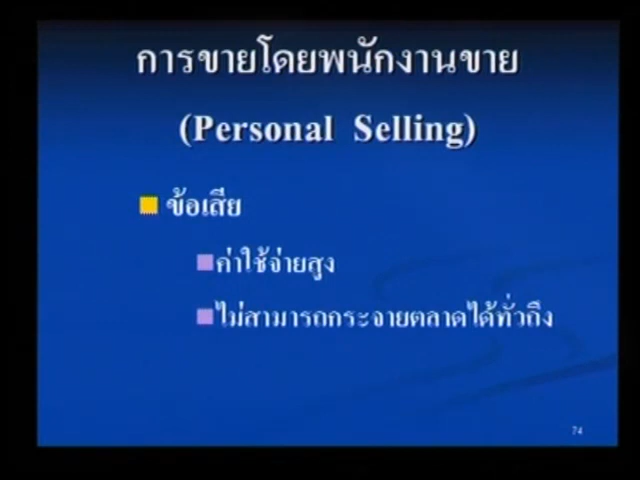 การขายโดยพนักงานขาย
(Personal Selling)
ข้อเสีย
ค่าใช้จ่ายสูง
ไม่สามารถกระจายตลาดได้ทั่วถึง
74